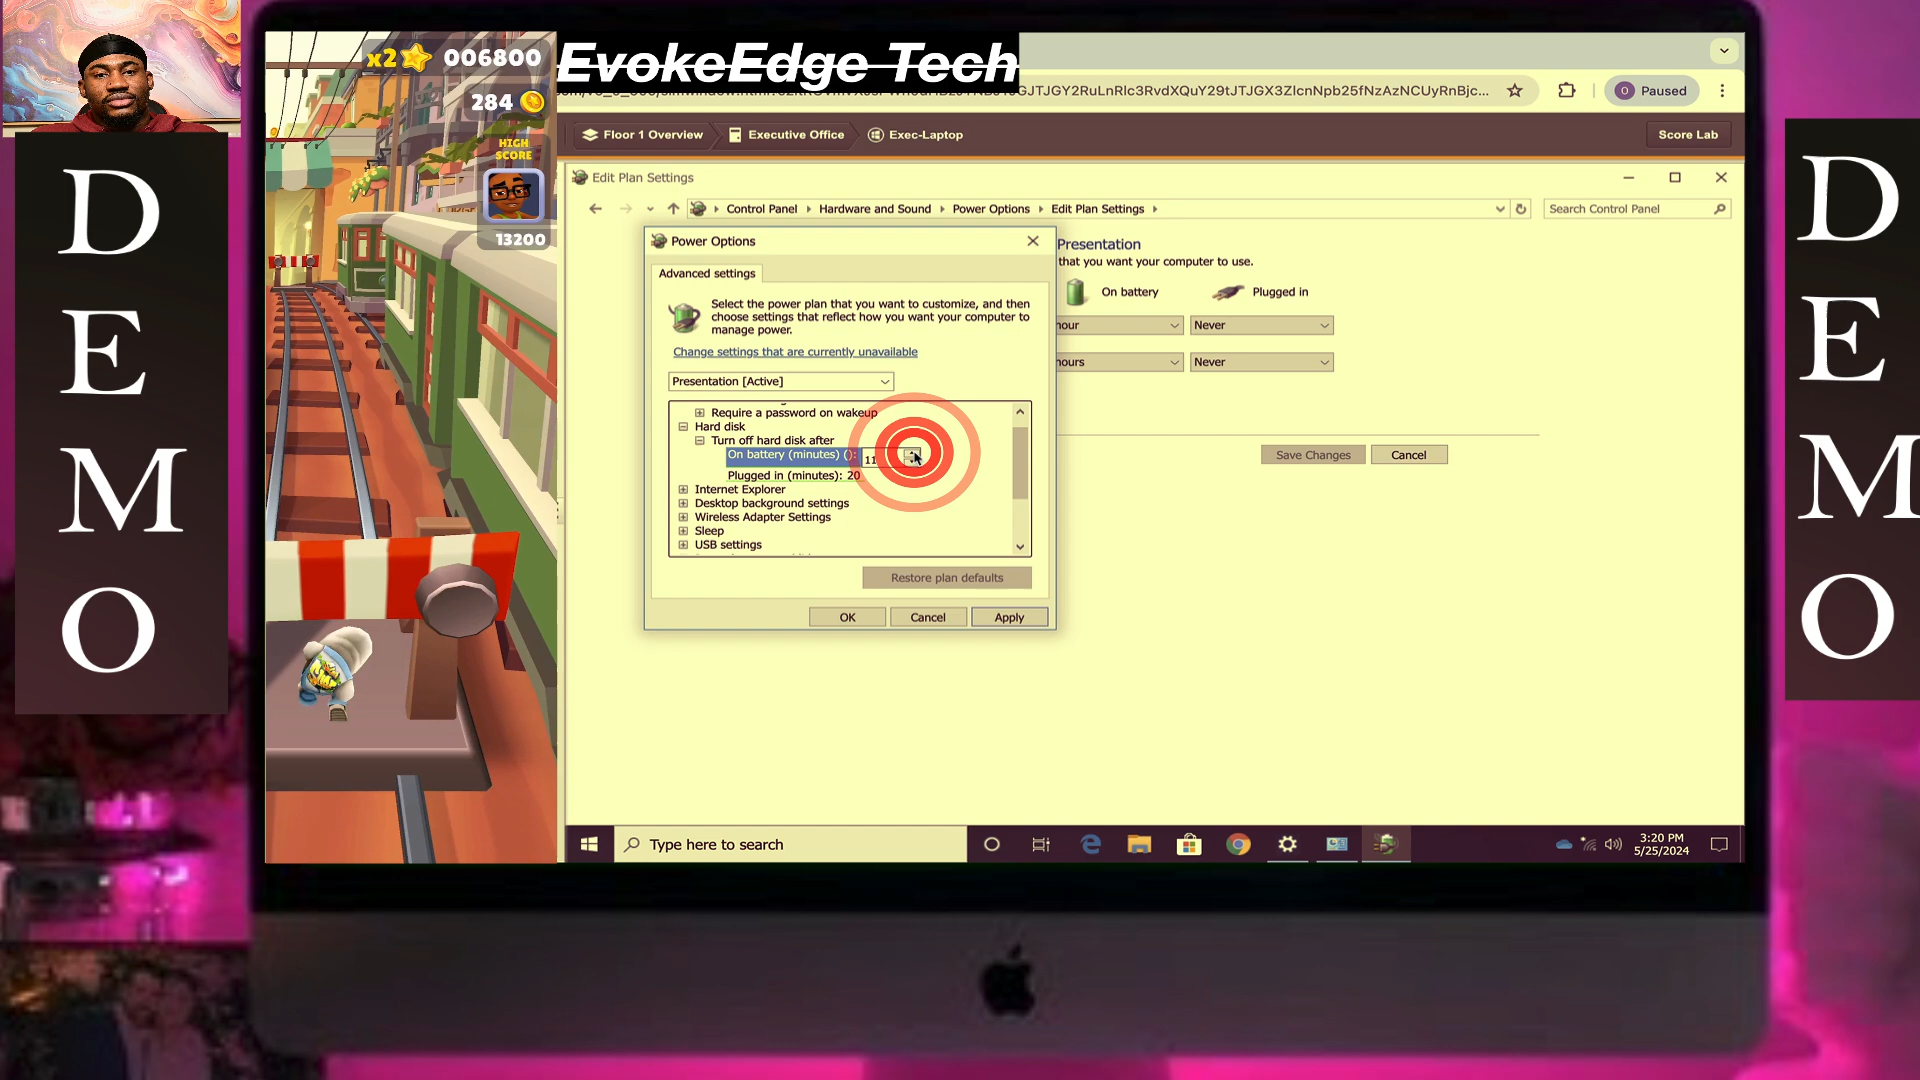 D
E
M
O
x2 006800
284
HIGH
SCORE
13200
EvokeEdge Tech
Paused
Floor 1 Overview
Executive Office
Exec-Laptop
Score Lab
Edit Plan Settings
Control Panel
Hardware and Sound
Power Options
Edit Plan Settings
Search Control Panel
Power Options
Advanced settings
Select the power plan that you want to customize, and then
choose settings that reflect how you want your computer to
manage power.
Change settings that are currently unavailable
Presentation [Active]
Require a password on wakeup
Hard disk
Turn off hard disk after
On battery (minutes) (): 11
Plugged in (minutes): 20
Internet Explorer
Desktop background settings
Wireless Adapter Settings
Sleep
USB settings
Restore plan defaults
OK
Cancel
Apply
Presentation
that you want your computer to use.
On battery
Plugged in
hour
Never
hours
Never
Save Changes
Cancel
Type here to search
3:20 PM
5/25/2024
D
E
M
O